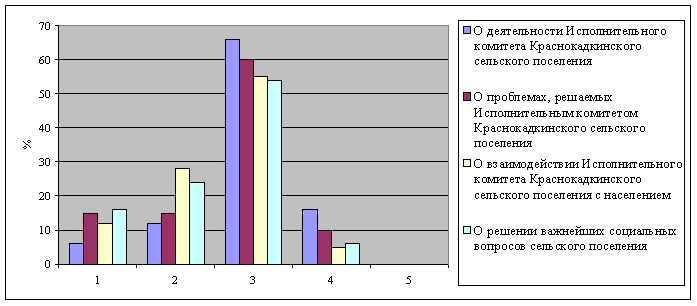 70
60
50
40
30
20
10
0
%
1 2 3 4 5
О деятельности Исполнительного
комитета Краснокадкинского
сельского поселения
О проблемах, решаемых
Исполнительным комитетом
Краснокадкинского сельского
поселения
О взаимодействии Исполнительного
комитета Краснокадкинского
сельского поселения с населением
О решении важнейших социальных
вопросов сельского поселения